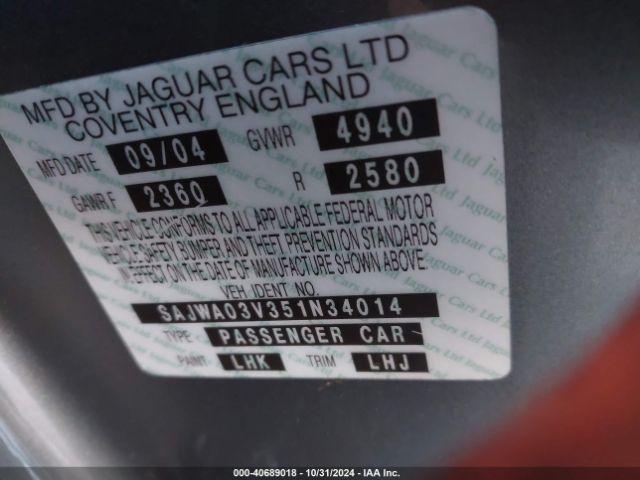 MFD BY JAGUAR CARS LTD
COVENTRY ENGLAND
MFD DATE 09/04 GVWR 4940
GAWR F 2360 R 2580
THIS VEHICLE CONFORMS TO ALL APPLICABLE FEDERAL MOTOR
VEHICLE SAFETY BUMPER AND THEFT PREVENTION STANDARDS
IN EFFECT ON THE DATE OF MANUFACTURE SHOWN ABOVE.
VEH IDENT NO.
SAJWA03V351N34014
TYPE PASSENGER CAR
PAINT LHK TRIM LHJ
000-40689018 - 10/31/2024 - IAA Inc.